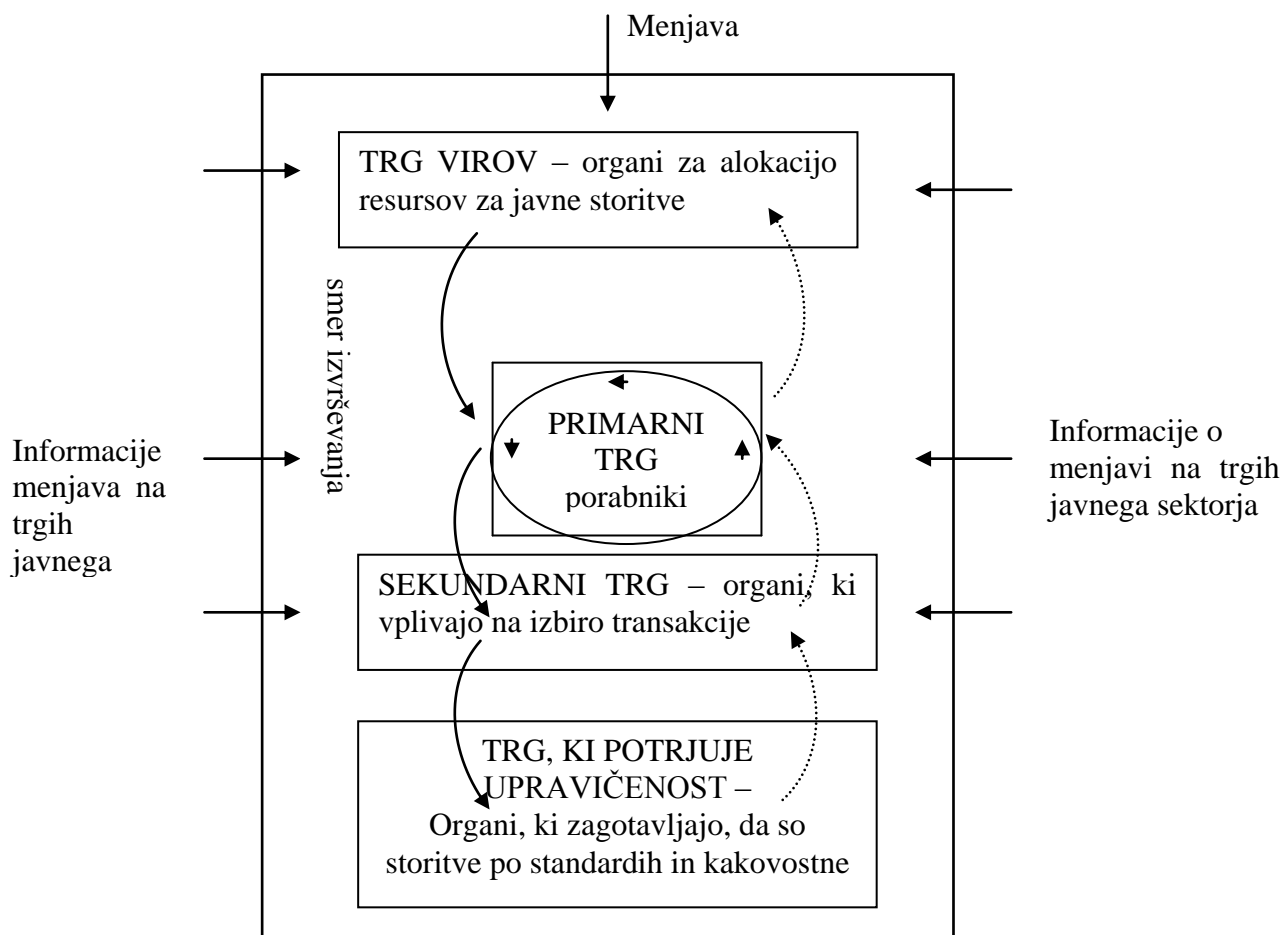 Menjava
TRG VIROV – organi za alokacijo
resursov za javne storitve
smer izvrševanja
PRIMARNI
TRG
porabniki
Informacije
menjava na
trgih
javnega
Informacije o
menjavi na trgih
javnega sektorja
SEKUNDARNI TRG – organi, ki
vplivajo na izbiro transakcije
TRG, KI POTRJUJE
UPRAVIČENOST –
Organi, ki zagotavljajo, da so
storitve po standardih in kakovostne